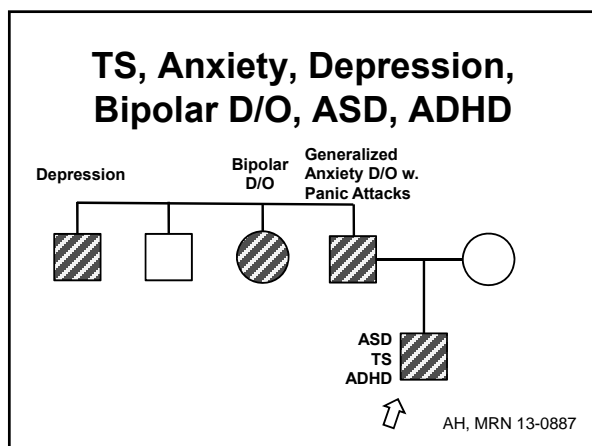 TS, Anxiety, Depression,
Bipolar D/O, ASD, ADHD
Depression
Bipolar
D/O
Generalized
Anxiety D/O w.
Panic Attacks
ASD
TS
ADHD
AH, MRN 13-0887